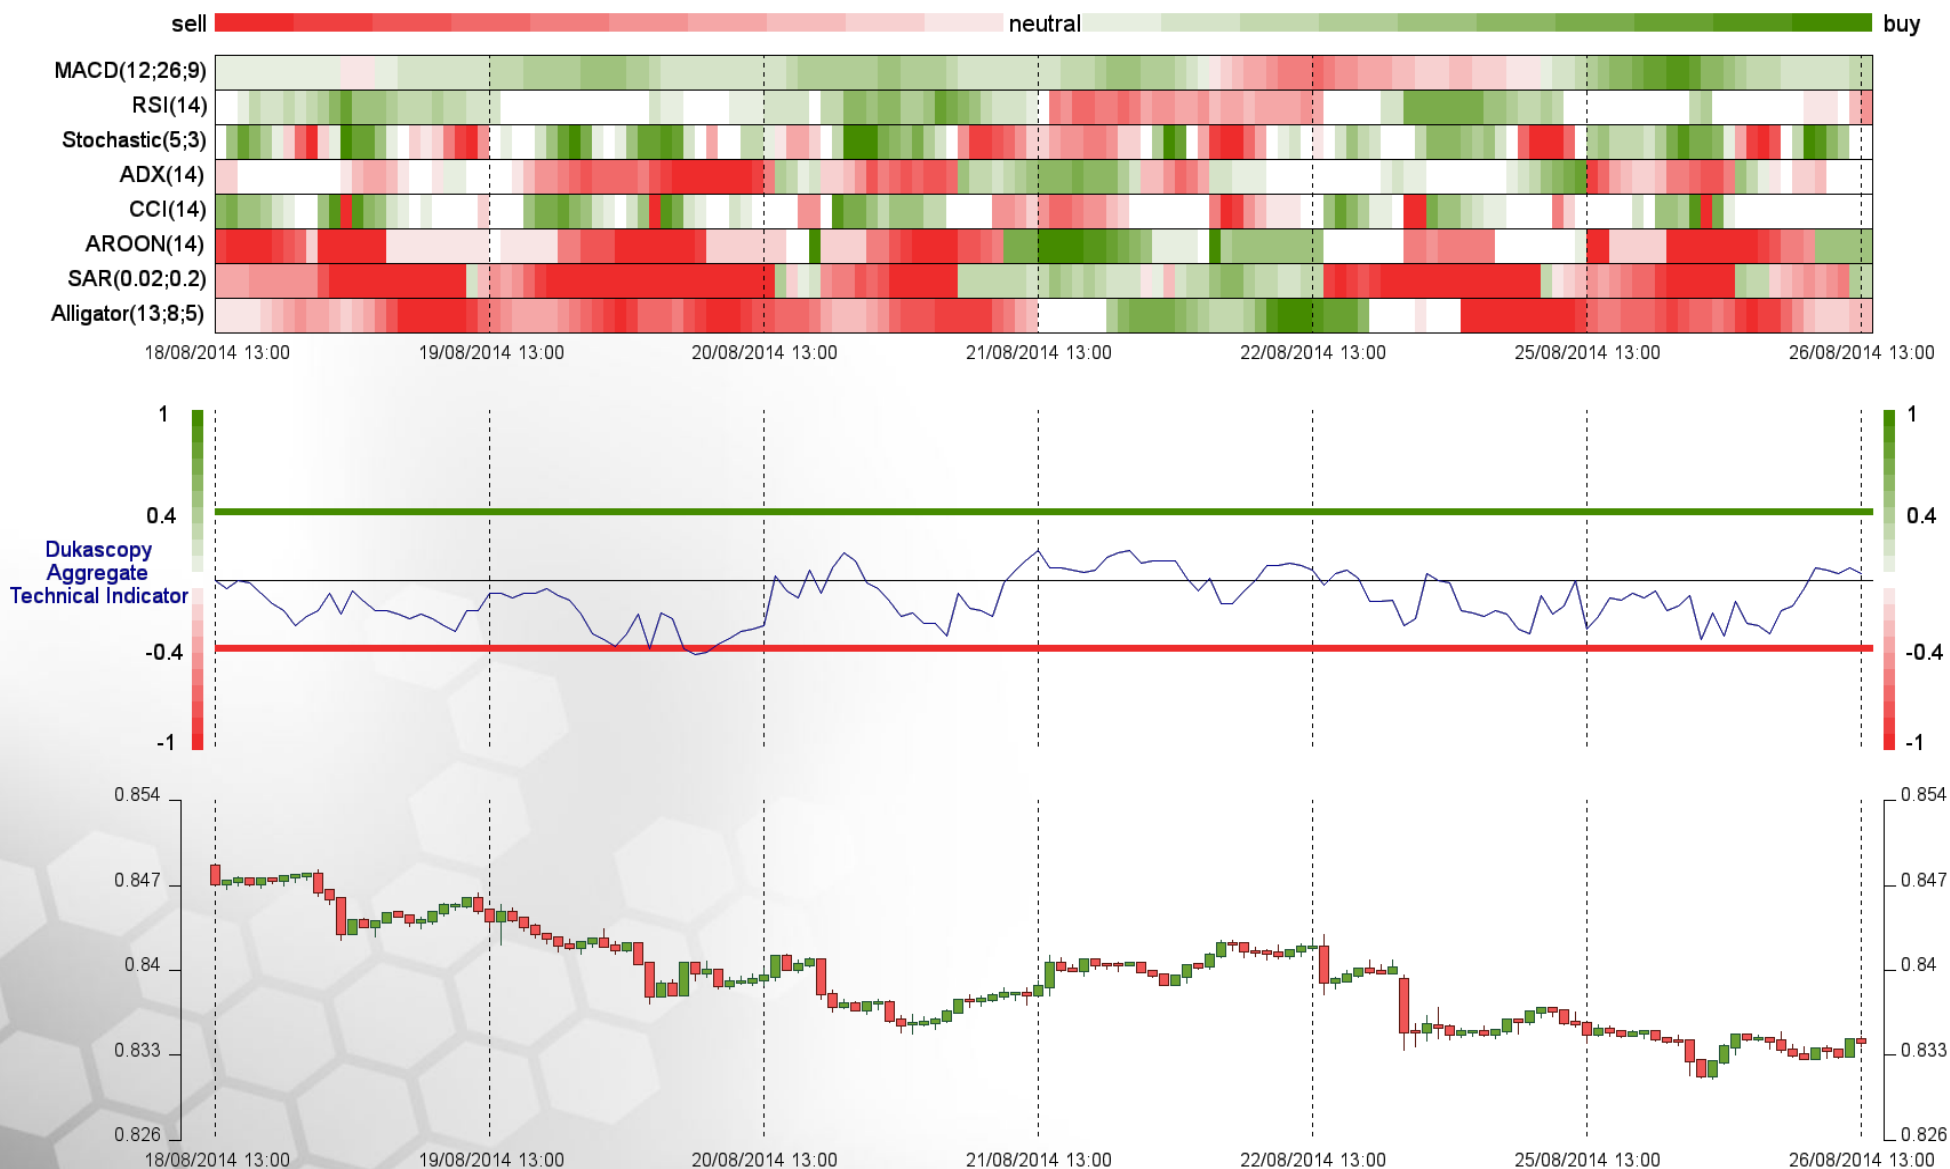 sell neutral buy
MACD(12;26;9)
RSI(14)
Stochastic(5;3)
ADX(14)
CCI(14)
AROON(14)
SAR(0.02;0.2)
Alligator(13;8;5)
18/08/2014 13:00 19/08/2014 13:00 20/08/2014 13:00 21/08/2014 13:00 22/08/2014 13:00 25/08/2014 13:00 26/08/2014 13:00
1 1
0.4 0.4
Dukascopy
Aggregate
Technical Indicator
-0.4 -0.4
-1 -1
0.854 0.854
0.847 0.847
0.84 0.84
0.833 0.833
0.826 0.826
18/08/2014 13:00 19/08/2014 13:00 20/08/2014 13:00 21/08/2014 13:00 22/08/2014 13:00 25/08/2014 13:00 26/08/2014 13:00